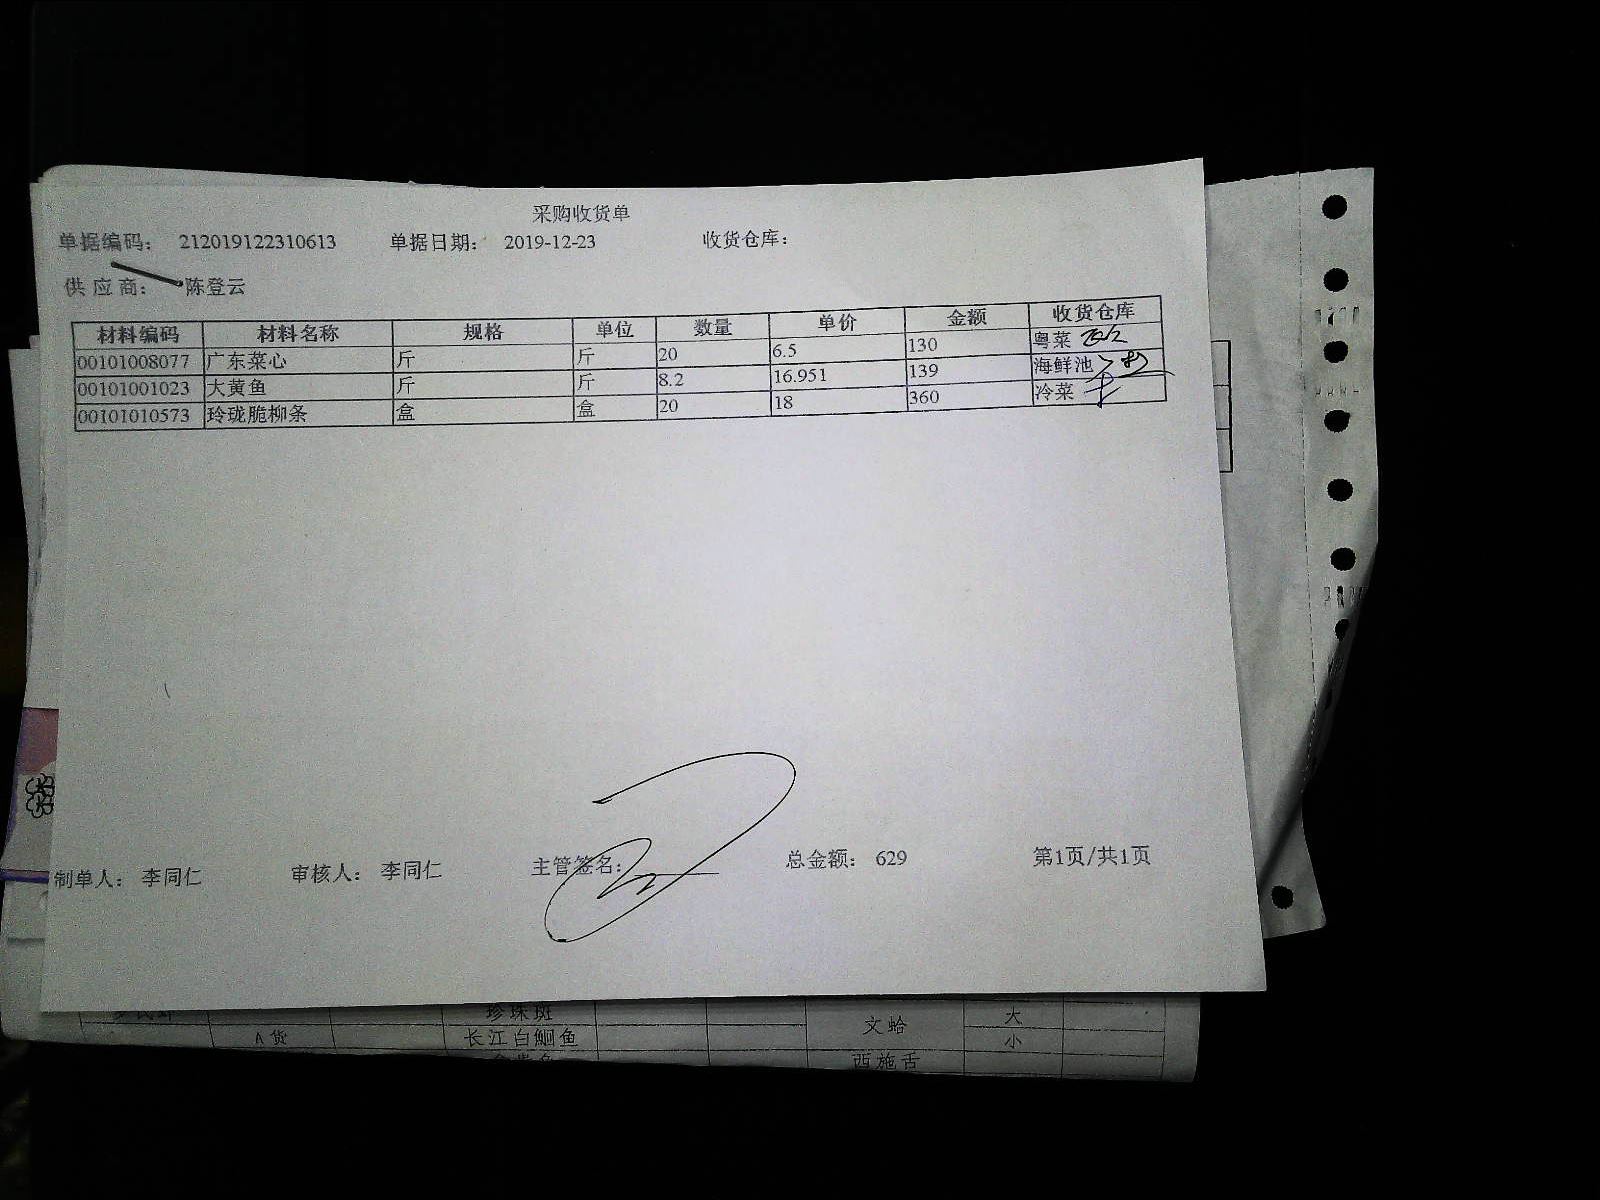 采购收货单
单据编码： 212019122310613 单据日期： 2019-12-23 收货仓库：
供应商： 陈登云
材料编码 材料名称 规格 单位 数量 单价 金额 收货仓库
00101008077 广东菜心 斤 斤 20 6.5 130 粤菜
00101001023 大黄鱼 斤 斤 8.2 16.951 139 海鲜池
00101010573 玲珑脆柳条 盒 盒 20 18 360 冷菜
制单人： 李同仁 审核人： 李同仁 主管签名： 总金额： 629 第1页/共1页
珍珠斑 文蛤 大
A货 长江白鮰鱼 小
西施舌